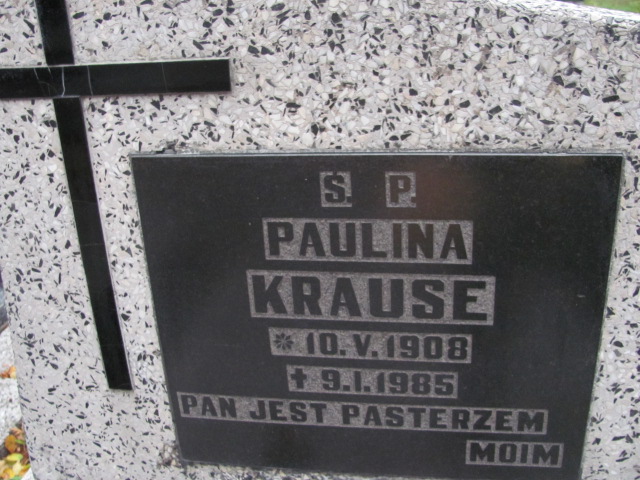 Ś. P.
PAULINA
KRAUSE
* 10.V.1908
✝ 9.I.1985
PAN JEST PASTERZEM
MOIM